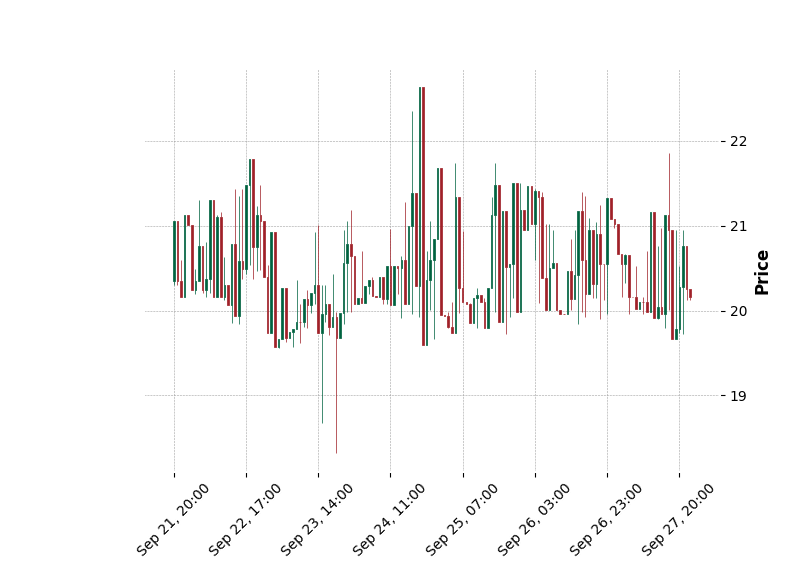 22
21
20
19
Price
Sep 21, 20:00
Sep 22, 17:00
Sep 23, 14:00
Sep 24, 11:00
Sep 25, 07:00
Sep 26, 03:00
Sep 26, 23:00
Sep 27, 20:00